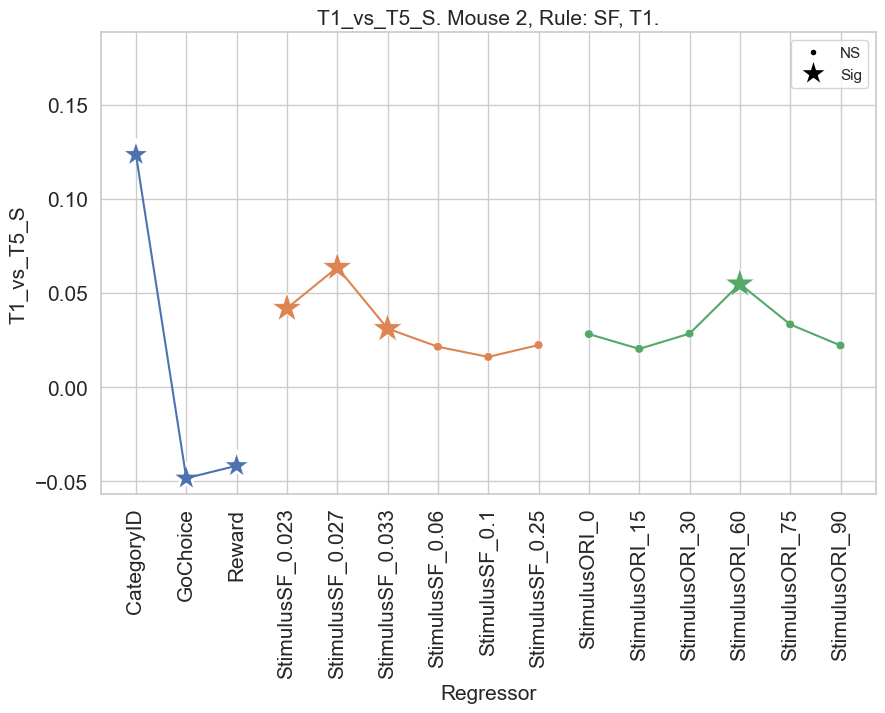 T1_vs_T5_S. Mouse 2, Rule: SF, T1.
NS
Sig
T1_vs_T5_S
0.15
0.10
0.05
0.00
−0.05
CategoryID
GoChoice
Reward
StimulusSF_0.023
StimulusSF_0.027
StimulusSF_0.033
StimulusSF_0.06
StimulusSF_0.1
StimulusSF_0.25
StimulusORI_0
StimulusORI_15
StimulusORI_30
StimulusORI_60
StimulusORI_75
StimulusORI_90
Regressor